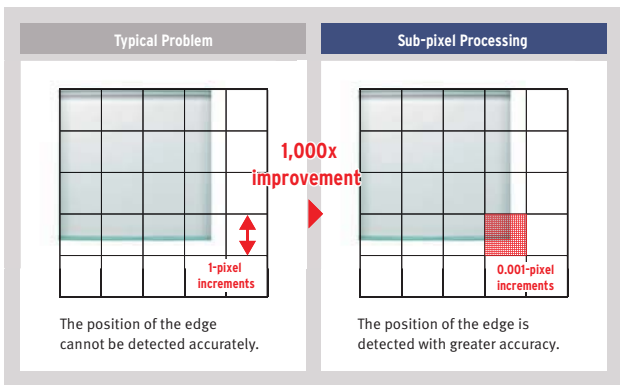 Typical Problem
Sub-pixel Processing
1,000x
improvement
1-pixel
increments
0.001-pixel
increments
The position of the edge
cannot be detected accurately.
The position of the edge is
detected with greater accuracy.